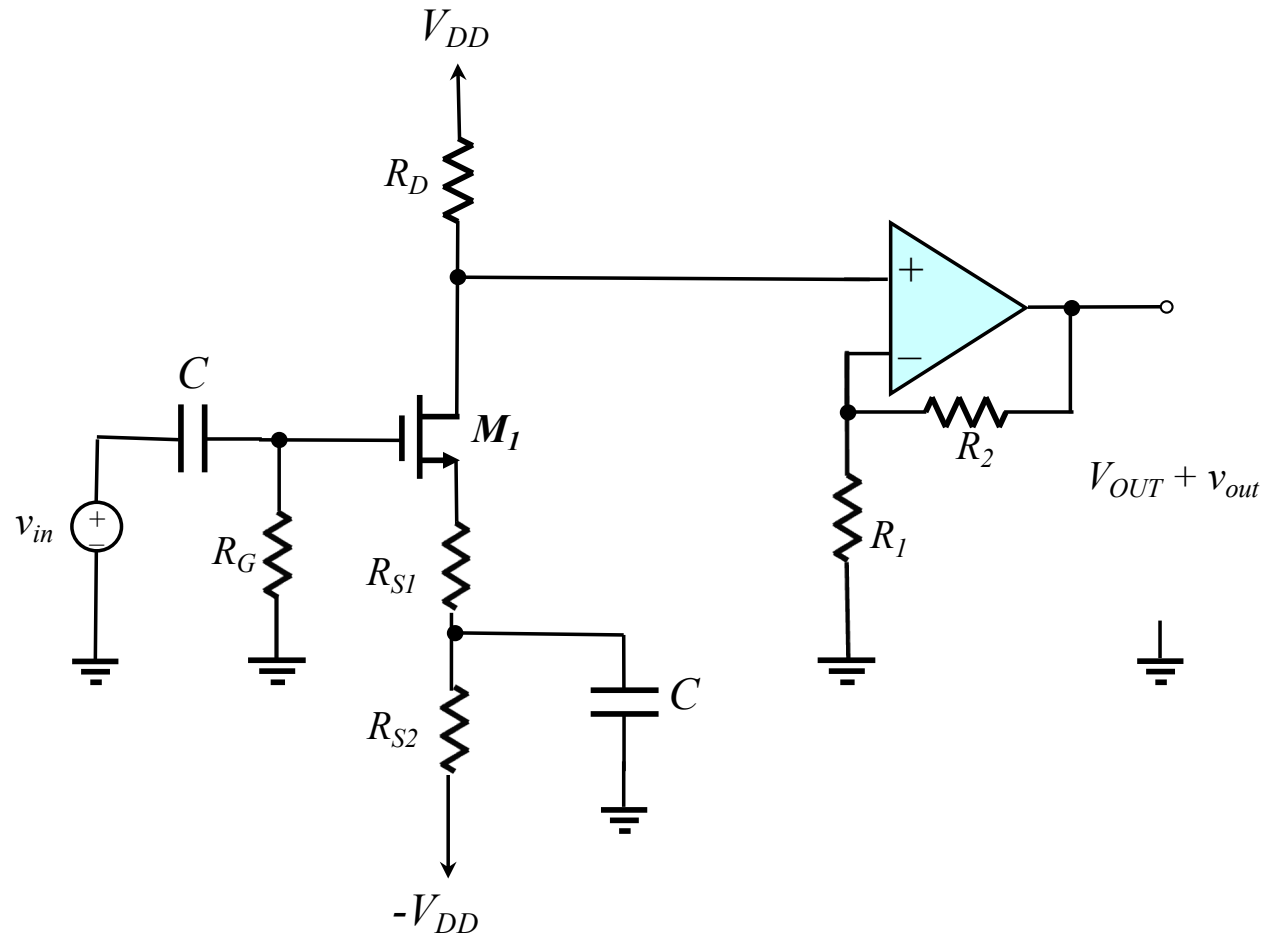 V_DD
R_D
+
C
M_1
−
R_2
V_OUT + v_out
v_in
+
−
R_G
R_S1
R_1
R_S2
C
-V_DD